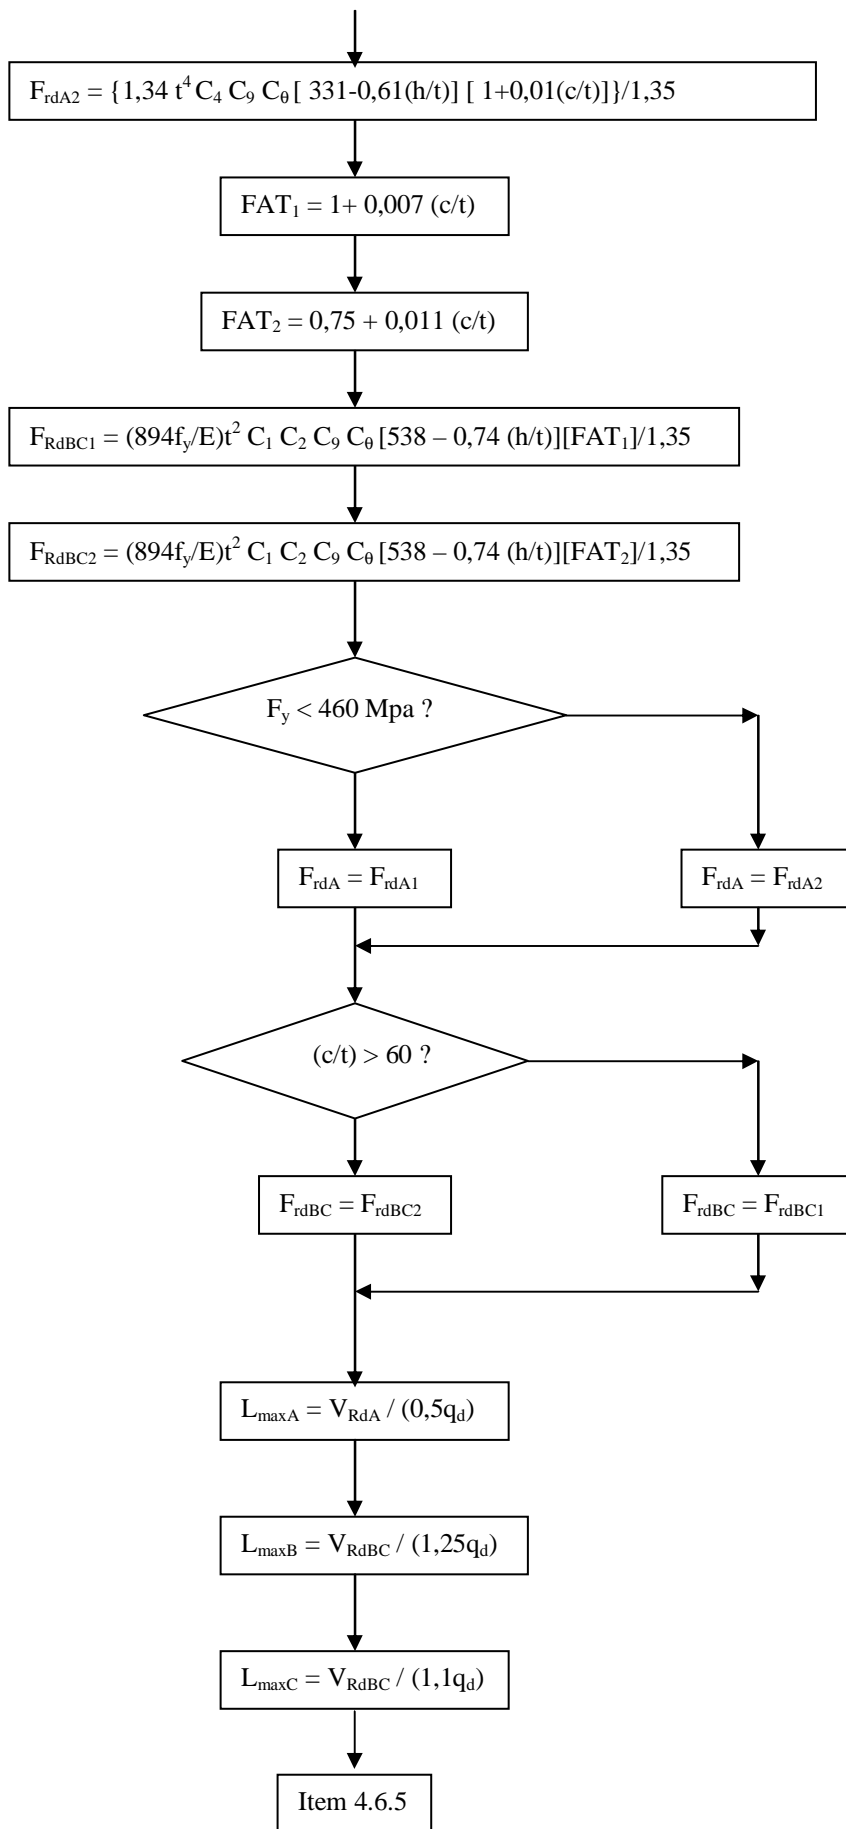 F_rdA2 = {1,34 t^4 C_4 C_9 C_θ [ 331-0,61(h/t)] [ 1+0,01(c/t)]}/1,35
FAT_1 = 1+ 0,007 (c/t)
FAT_2 = 0,75 + 0,011 (c/t)
F_RdBC1 = (894f_y/E)t^2 C_1 C_2 C_9 C_θ [538 – 0,74 (h/t)][FAT_1]/1,35
F_RdBC2 = (894f_y/E)t^2 C_1 C_2 C_9 C_θ [538 – 0,74 (h/t)][FAT_2]/1,35
F_y < 460 Mpa ?
F_rdA = F_rdA1
F_rdA = F_rdA2
(c/t) > 60 ?
F_rdBC = F_rdBC2
F_rdBC = F_rdBC1
L_maxA = V_RdA / (0,5q_d)
L_maxB = V_RdBC / (1,25q_d)
L_maxC = V_RdBC / (1,1q_d)
Item 4.6.5